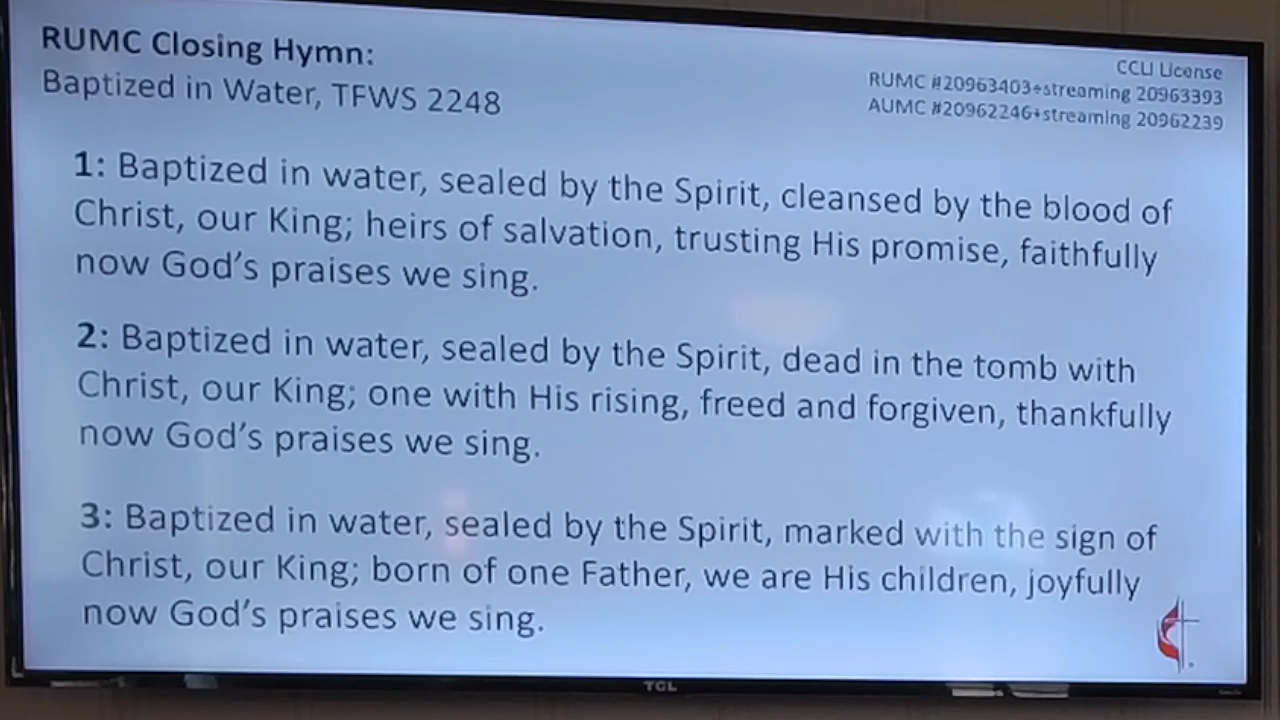 RUMC Closing Hymn:
Baptized in Water, TFWS 2248
CCLI License
RUMC #20963403+streaming 20963393
AUMC #20962246+streaming 20962239
1: Baptized in water, sealed by the Spirit, cleansed by the blood of
Christ, our King; heirs of salvation, trusting His promise, faithfully
now God's praises we sing.
2: Baptized in water, sealed by the Spirit, dead in the tomb with
Christ, our King; one with His rising, freed and forgiven, thankfully
now God's praises we sing.
3: Baptized in water, sealed by the Spirit, marked with the sign of
Christ, our King; born of one Father, we are His children, joyfully
now God's praises we sing.
TCL